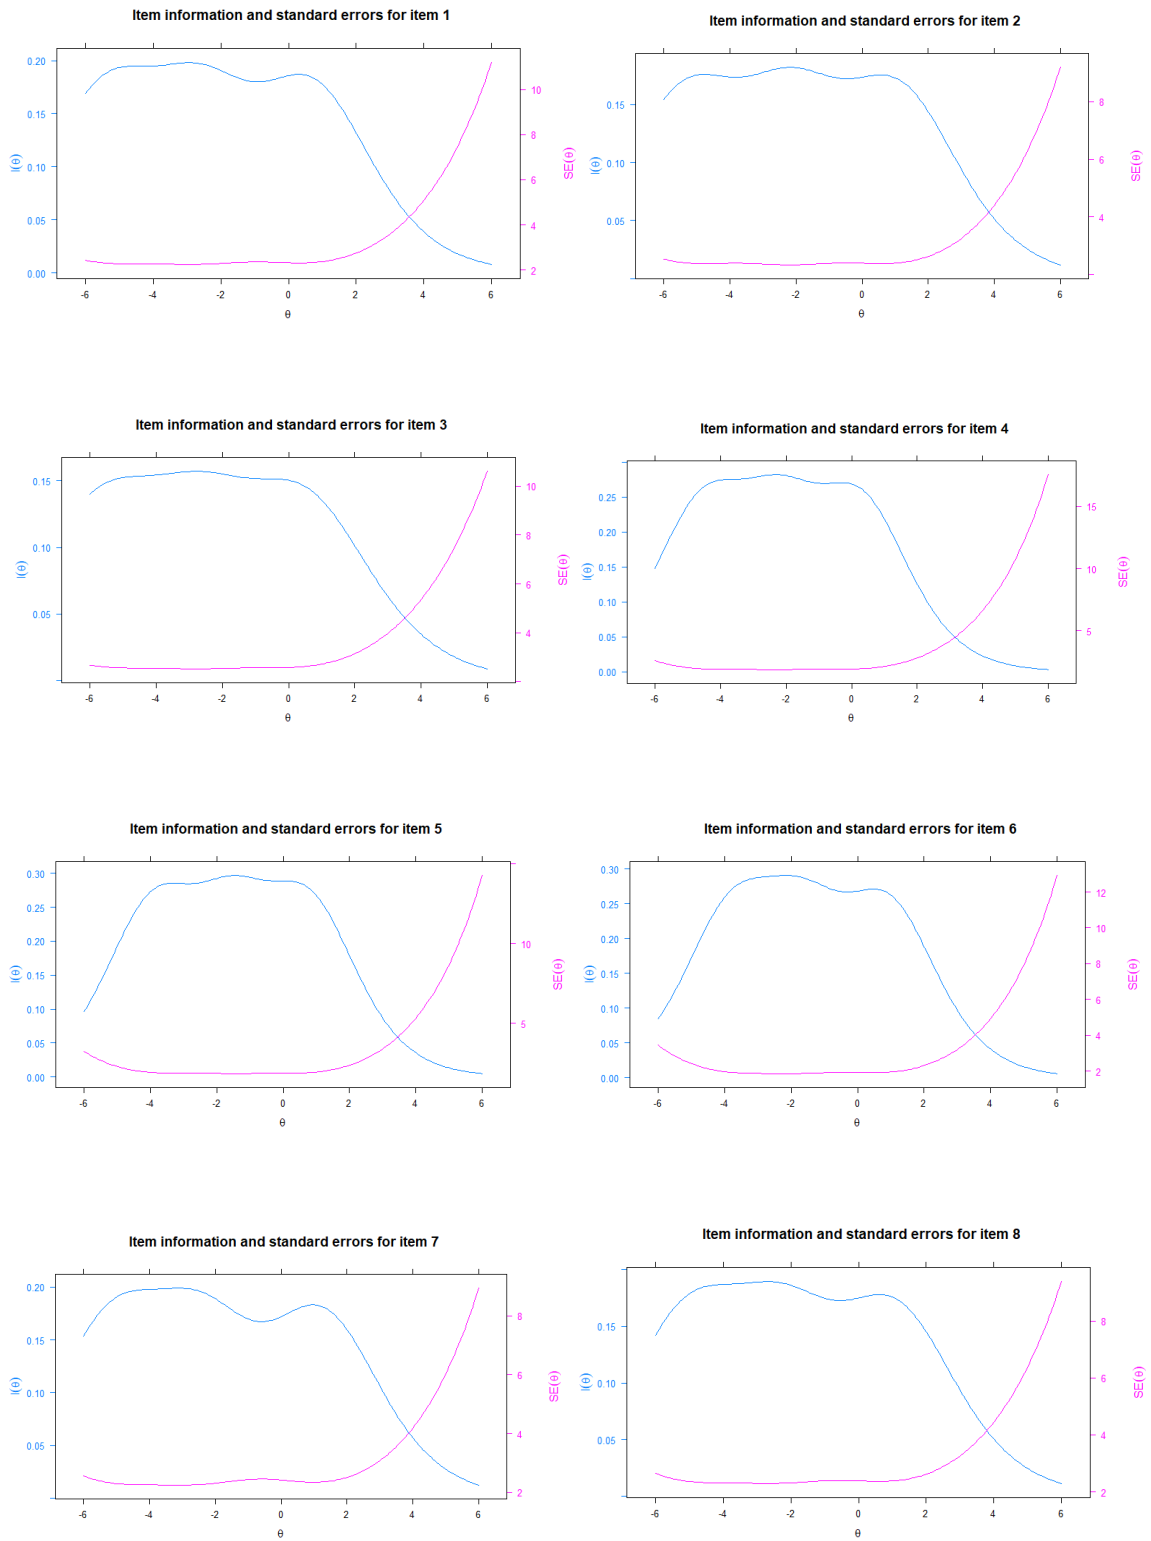 Item information and standard errors for item 1
0.20
0.15
0.10
0.05
0.00
I(θ)
10
8
6
4
2
SE(θ)
-6 -4 -2 0 2 4 6
θ
Item information and standard errors for item 2
0.15
0.10
0.05
I(θ)
8
6
4
SE(θ)
-6 -4 -2 0 2 4 6
θ
Item information and standard errors for item 3
0.15
0.10
0.05
I(θ)
10
8
6
4
SE(θ)
-6 -4 -2 0 2 4 6
θ
Item information and standard errors for item 4
0.25
0.20
0.15
0.10
0.05
0.00
I(θ)
15
10
5
SE(θ)
-6 -4 -2 0 2 4 6
θ
Item information and standard errors for item 5
0.30
0.25
0.20
0.15
0.10
0.05
0.00
I(θ)
10
5
SE(θ)
-6 -4 -2 0 2 4 6
θ
Item information and standard errors for item 6
0.30
0.25
0.20
0.15
0.10
0.05
0.00
I(θ)
12
10
8
6
4
2
SE(θ)
-6 -4 -2 0 2 4 6
θ
Item information and standard errors for item 7
0.20
0.15
0.10
0.05
I(θ)
8
6
4
2
SE(θ)
-6 -4 -2 0 2 4 6
θ
Item information and standard errors for item 8
0.15
0.10
0.05
I(θ)
8
6
4
2
SE(θ)
-6 -4 -2 0 2 4 6
θ